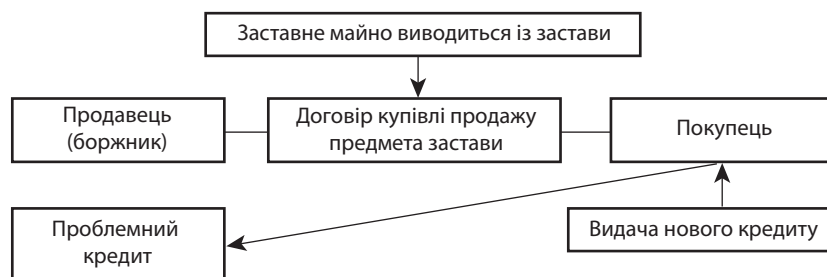 Заставне майно виводиться із застави
Продавець
(боржник)
Договір купівлі продажу
предмета застави
Покупець
Проблемний
кредит
Видача нового кредиту